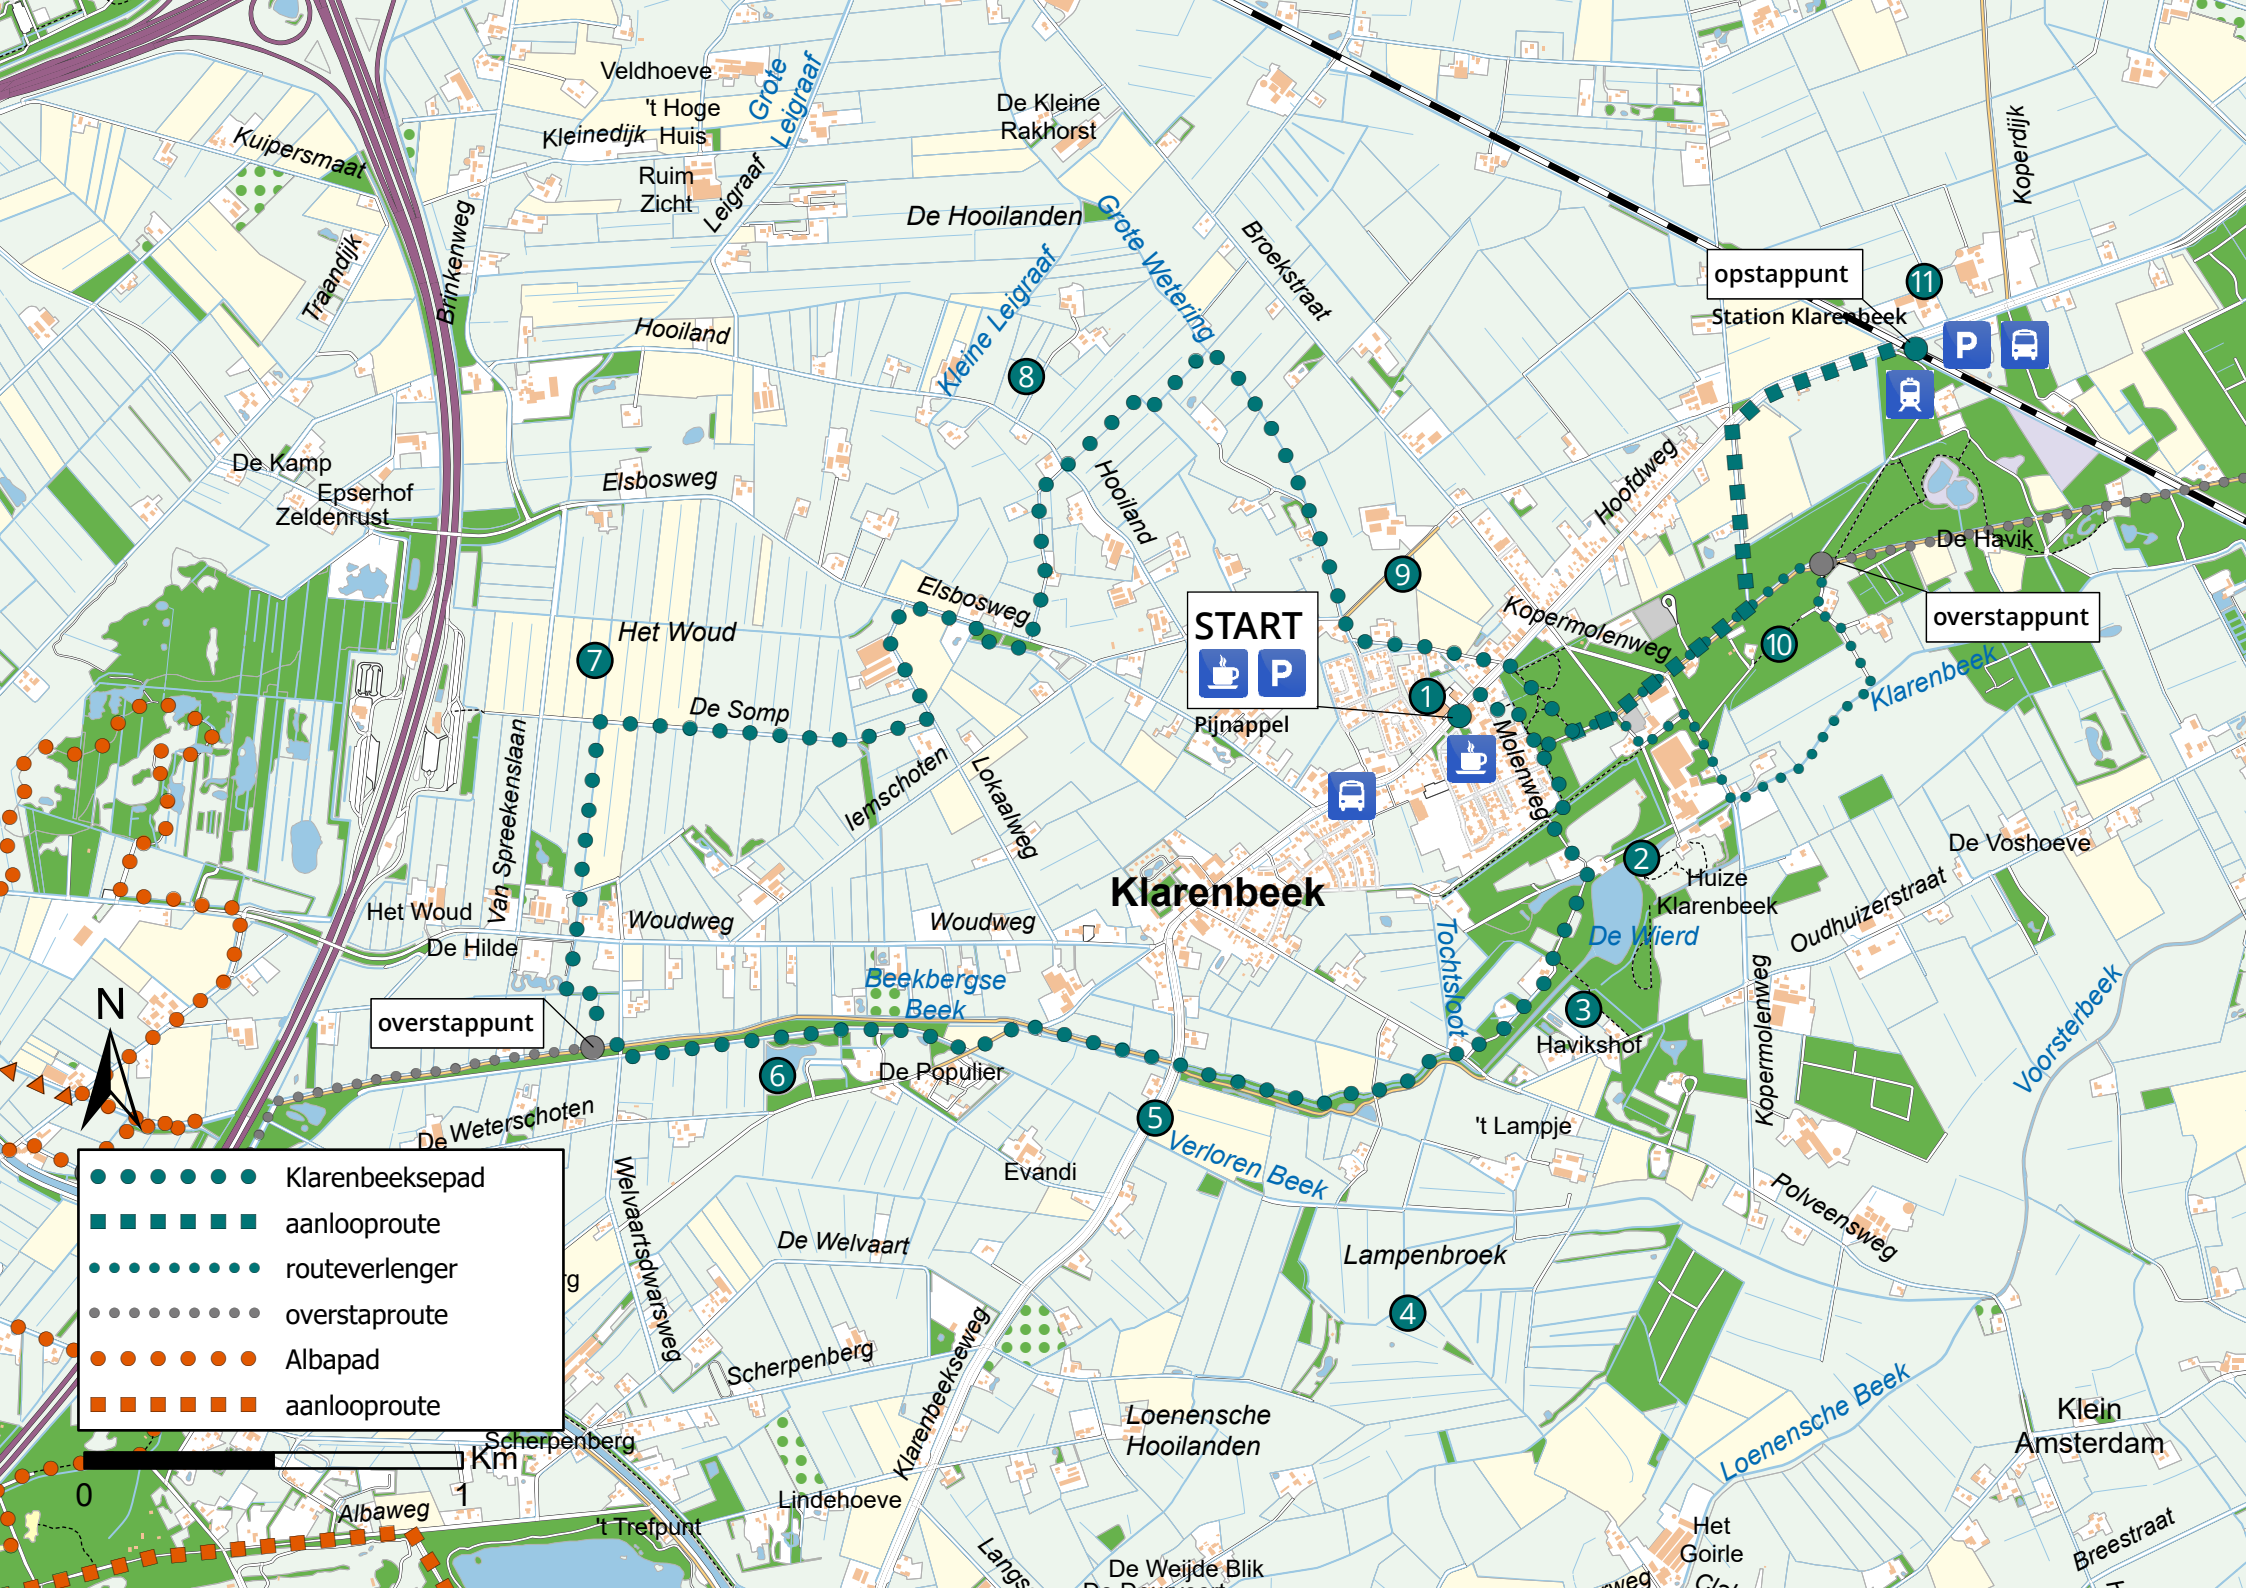 Veldhoeve
Grote
Leigraaf
't Hoge
Huis
Kleinedijk
Kuipersmaat
De Kleine
Rakhorst
Ruim
Zicht
Leigraaf
Koperdijk
De Hooilanden
Grote Wetering
Broekstraat
Traandijk
Brinkenweg
Kleine Leigraaf
opstappunt
11
Station Klarenbeek
P
Hooiland
8
De Kamp
Epserhof
Zeldenrust
Elsbosweg
Hooiland
Hoofdweg
De Havik
9
Elsbosweg
START
P
Pijnappel
Kopermolenweg
overstappunt
10
Klarenbeek
Het Woud
7
De Somp
1
Molenweg
Van Spreekenslaan
Iemschoten
Lokaalweg
De Voshoeve
2
Huize
Klarenbeek
Klarenbeek
Oudhuizerstraat
Het Woud
De Hilde
Woudweg
Woudweg
Tochtsloot
De Wierd
Beekbergse
Beek
Kopermolenweg
Voorsterbeek
N
overstappunt
3
Havikshof
6
De Populier
5
't Lampje
De Weterschoten
Verloren Beek
Evandi
Polveensweg
Welvaartsdwarsweg
De Welvaart
Lampenbroek
4
Klarenbeeksepad
aanlooproute
routeverlenger
overstaproute
Albapad
aanlooproute
rg
Scherpenberg
Klarenbeekseweg
Loenensche
Hooilanden
Loenensche Beek
Klein
Amsterdam
Scherpenberg
Km
0
1
Albaweg
't Trefpunt
Lindehoeve
Langs
De Weijde Blik
Het
Goirle
Breestraat
rweg